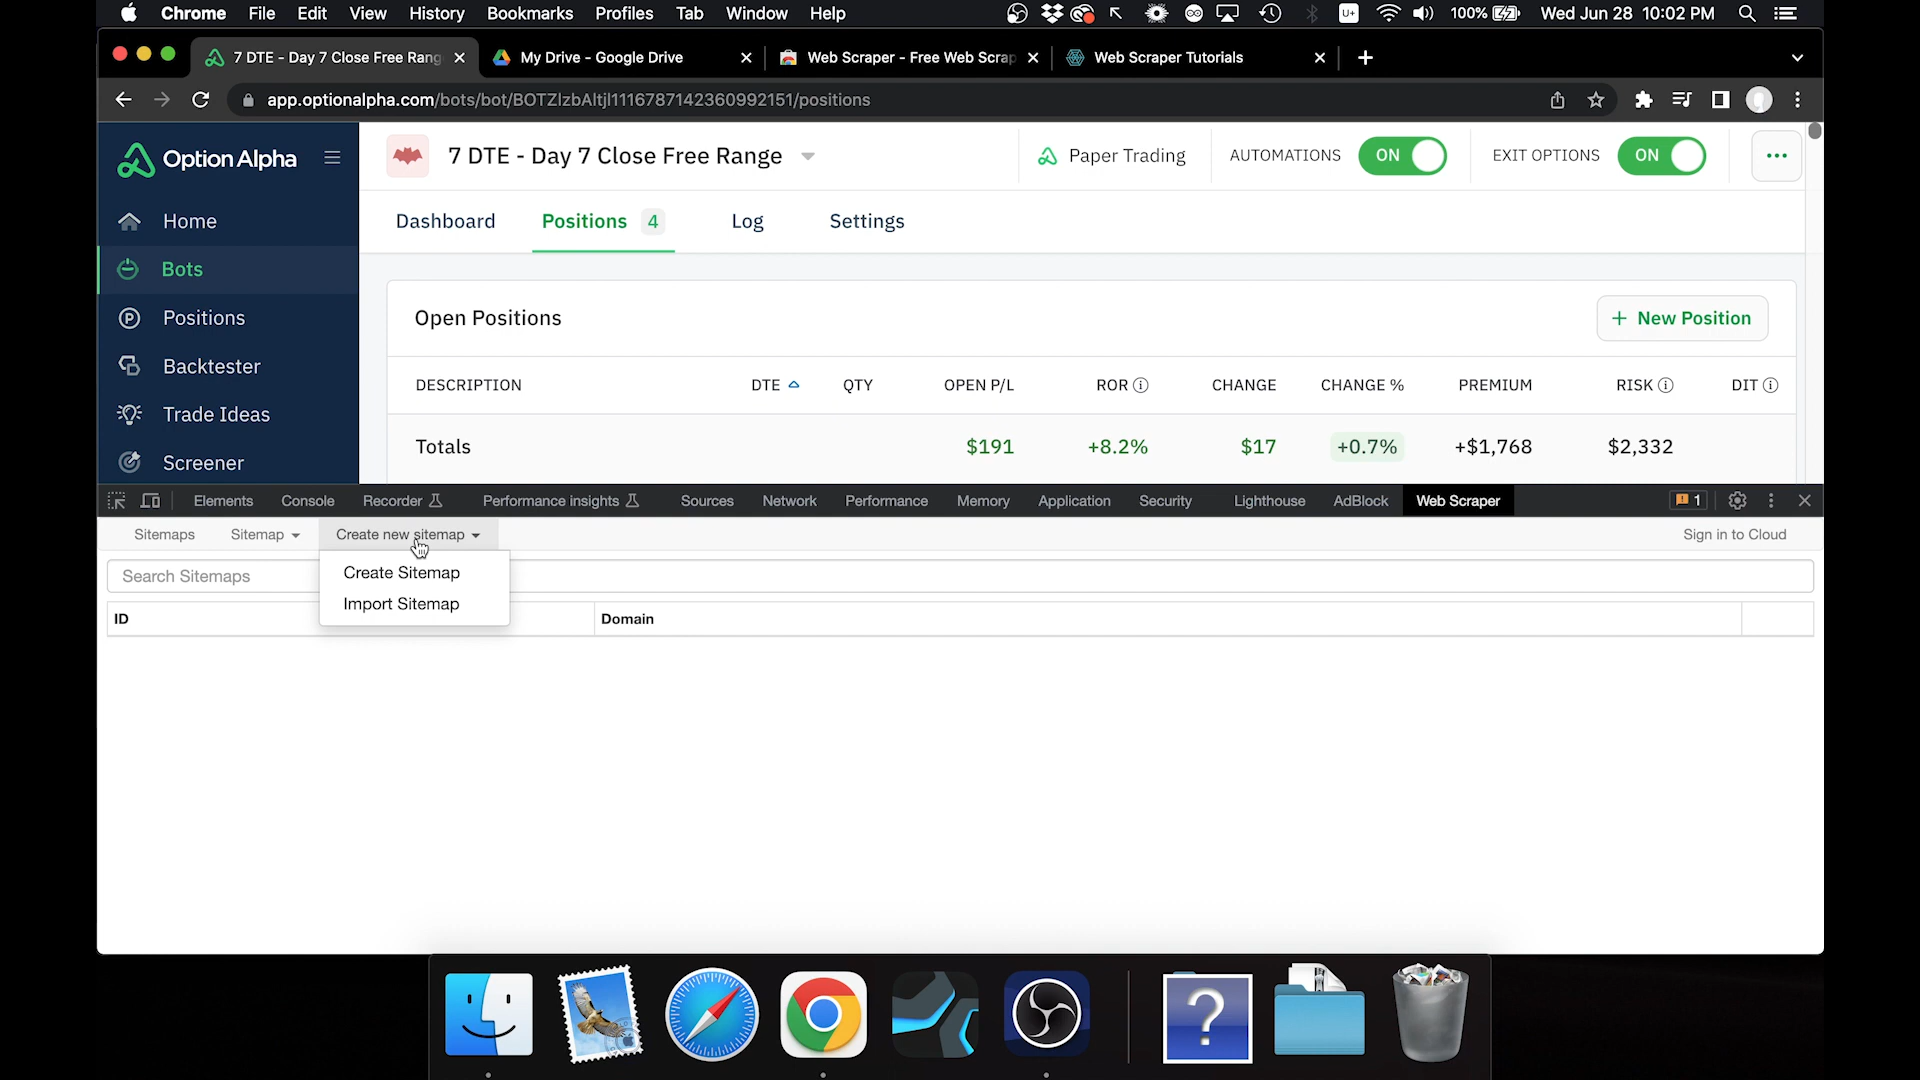 Chrome File Edit View History Bookmarks Profiles Tab Window Help U+ 100% Wed Jun 28 10:02 PM
7 DTE - Day 7 Close Free Rang My Drive - Google Drive Web Scraper - Free Web Scrap Web Scraper Tutorials
app.optionalpha.com/bots/bot/BOTZlzbAltjl1116787142360992151/positions
Option Alpha 7 DTE - Day 7 Close Free Range Paper Trading AUTOMATIONS ON EXIT OPTIONS ON
Home Dashboard Positions 4 Log Settings
Bots
Positions Open Positions + New Position
Backtester DESCRIPTION DTE QTY OPEN P/L ROR CHANGE CHANGE % PREMIUM RISK DIT
Trade Ideas
Screener Totals $191 +8.2% $17 +0.7% +$1,768 $2,332
Elements Console Recorder Performance insights Sources Network Performance Memory Application Security Lighthouse AdBlock Web Scraper 1
Sitemaps Sitemap Create new sitemap Sign in to Cloud
Search Sitemaps Create Sitemap
Import Sitemap
ID Domain